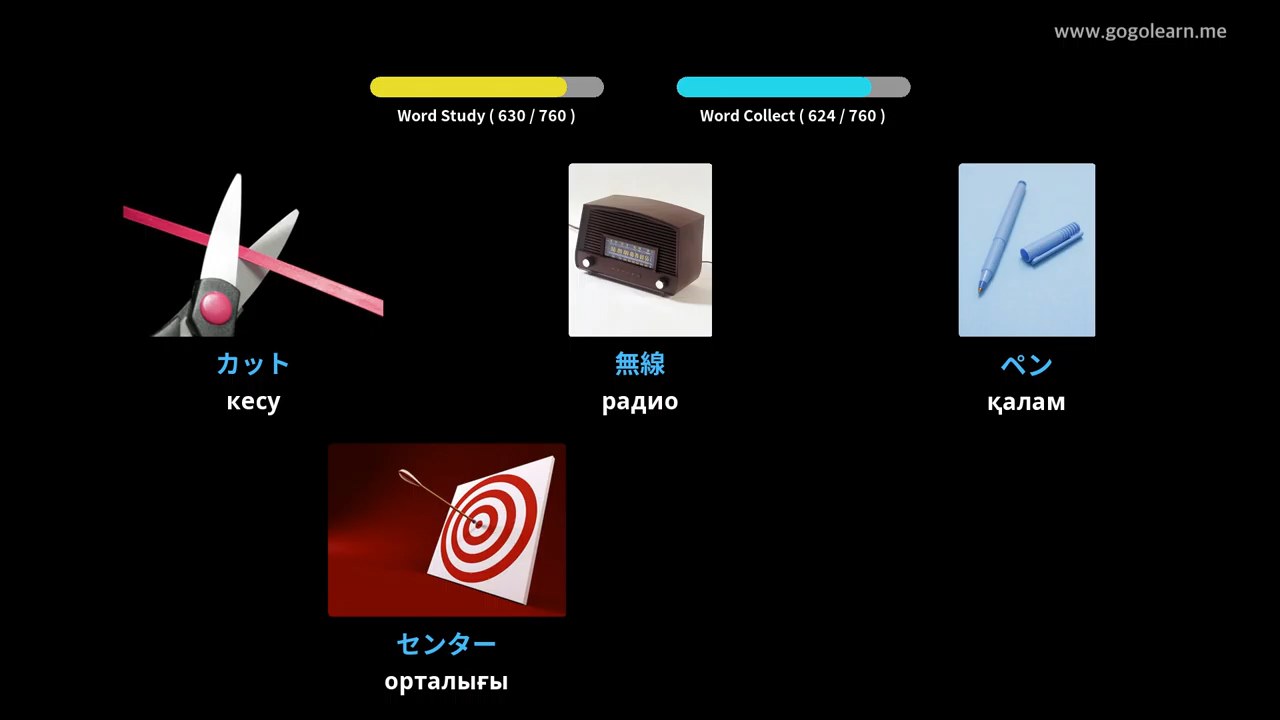 www.gogolearn.me
Word Study ( 630 / 760 )
Word Collect ( 624 / 760 )
カット
無線
ペン
кесу
радио
қалам
センター
орталығы